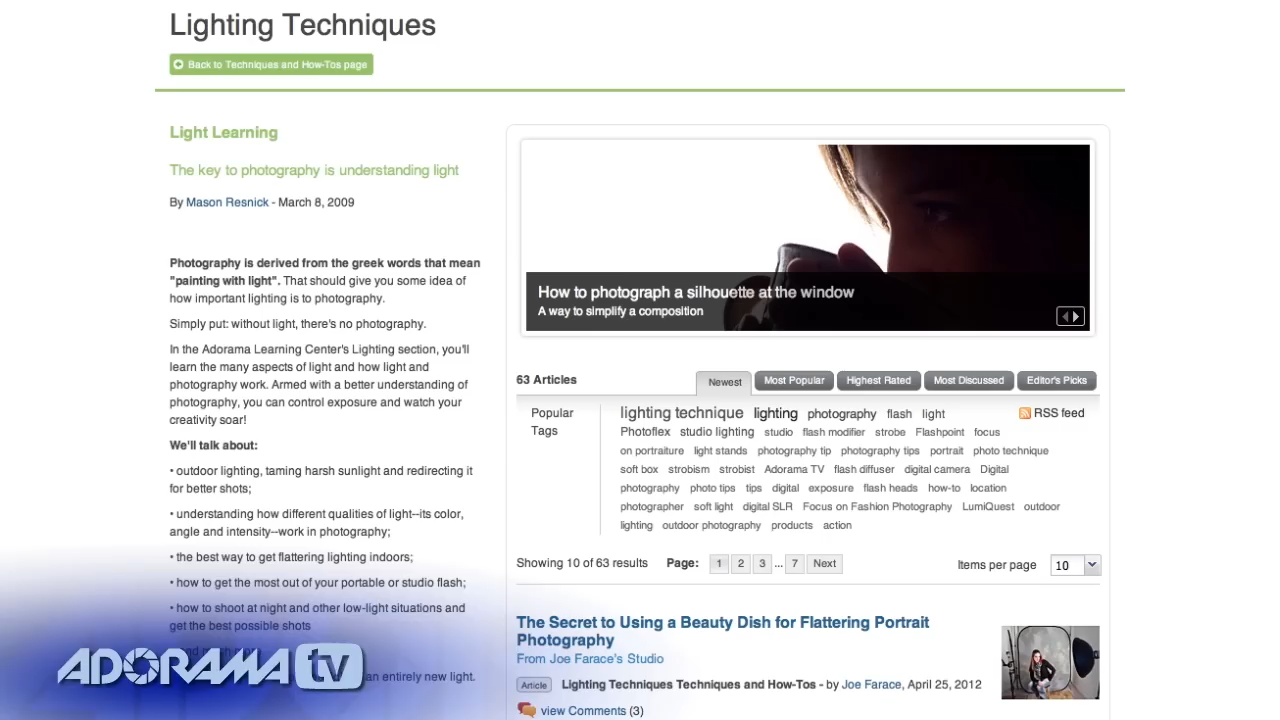 Lighting Techniques
Back to Techniques and How-Tos page
Light Learning
The key to photography is understanding light
By Mason Resnick - March 8, 2009
Photography is derived from the greek words that mean
"painting with light". That should give you some idea of
how important lighting is to photography.
Simply put: without light, there's no photography.
In the Adorama Learning Center's Lighting section, you'll
learn the many aspects of light and how light and
photography work. Armed with a better understanding of
photography, you can control exposure and watch your
creativity soar!
We'll talk about:
• outdoor lighting, taming harsh sunlight and redirecting it
for better shots;
• understanding how different qualities of light--its color,
angle and intensity--work in photography;
• the best way to get flattering lighting indoors;
• how to get the most out of your portable or studio flash;
• how to shoot at night and other low-light situations and
get the best possible shots
an entirely new light.
ADORAMA tv
How to photograph a silhouette at the window
A way to simplify a composition
63 Articles
Newest Most Popular Highest Rated Most Discussed Editor's Picks
Popular
Tags
lighting technique lighting photography flash light
RSS feed
Photoflex studio lighting studio flash modifier strobe Flashpoint focus
on portraiture light stands photography tip photography tips portrait photo technique
soft box strobism strobist Adorama TV flash diffuser digital camera Digital
photography photo tips tips digital exposure flash heads how-to location
photographer soft light digital SLR Focus on Fashion Photography LumiQuest outdoor
lighting outdoor photography products action
Showing 10 of 63 results Page: 1 2 3 ... 7 Next Items per page 10
The Secret to Using a Beauty Dish for Flattering Portrait
Photography
From Joe Farace's Studio
Article Lighting Techniques Techniques and How-Tos - by Joe Farace, April 25, 2012
view Comments (3)